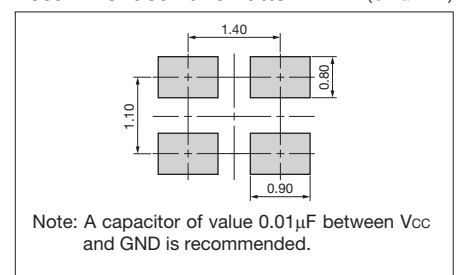 1.40
0.80
1.10
0.90
Note: A capacitor of value 0.01μF between Vcc
and GND is recommended.